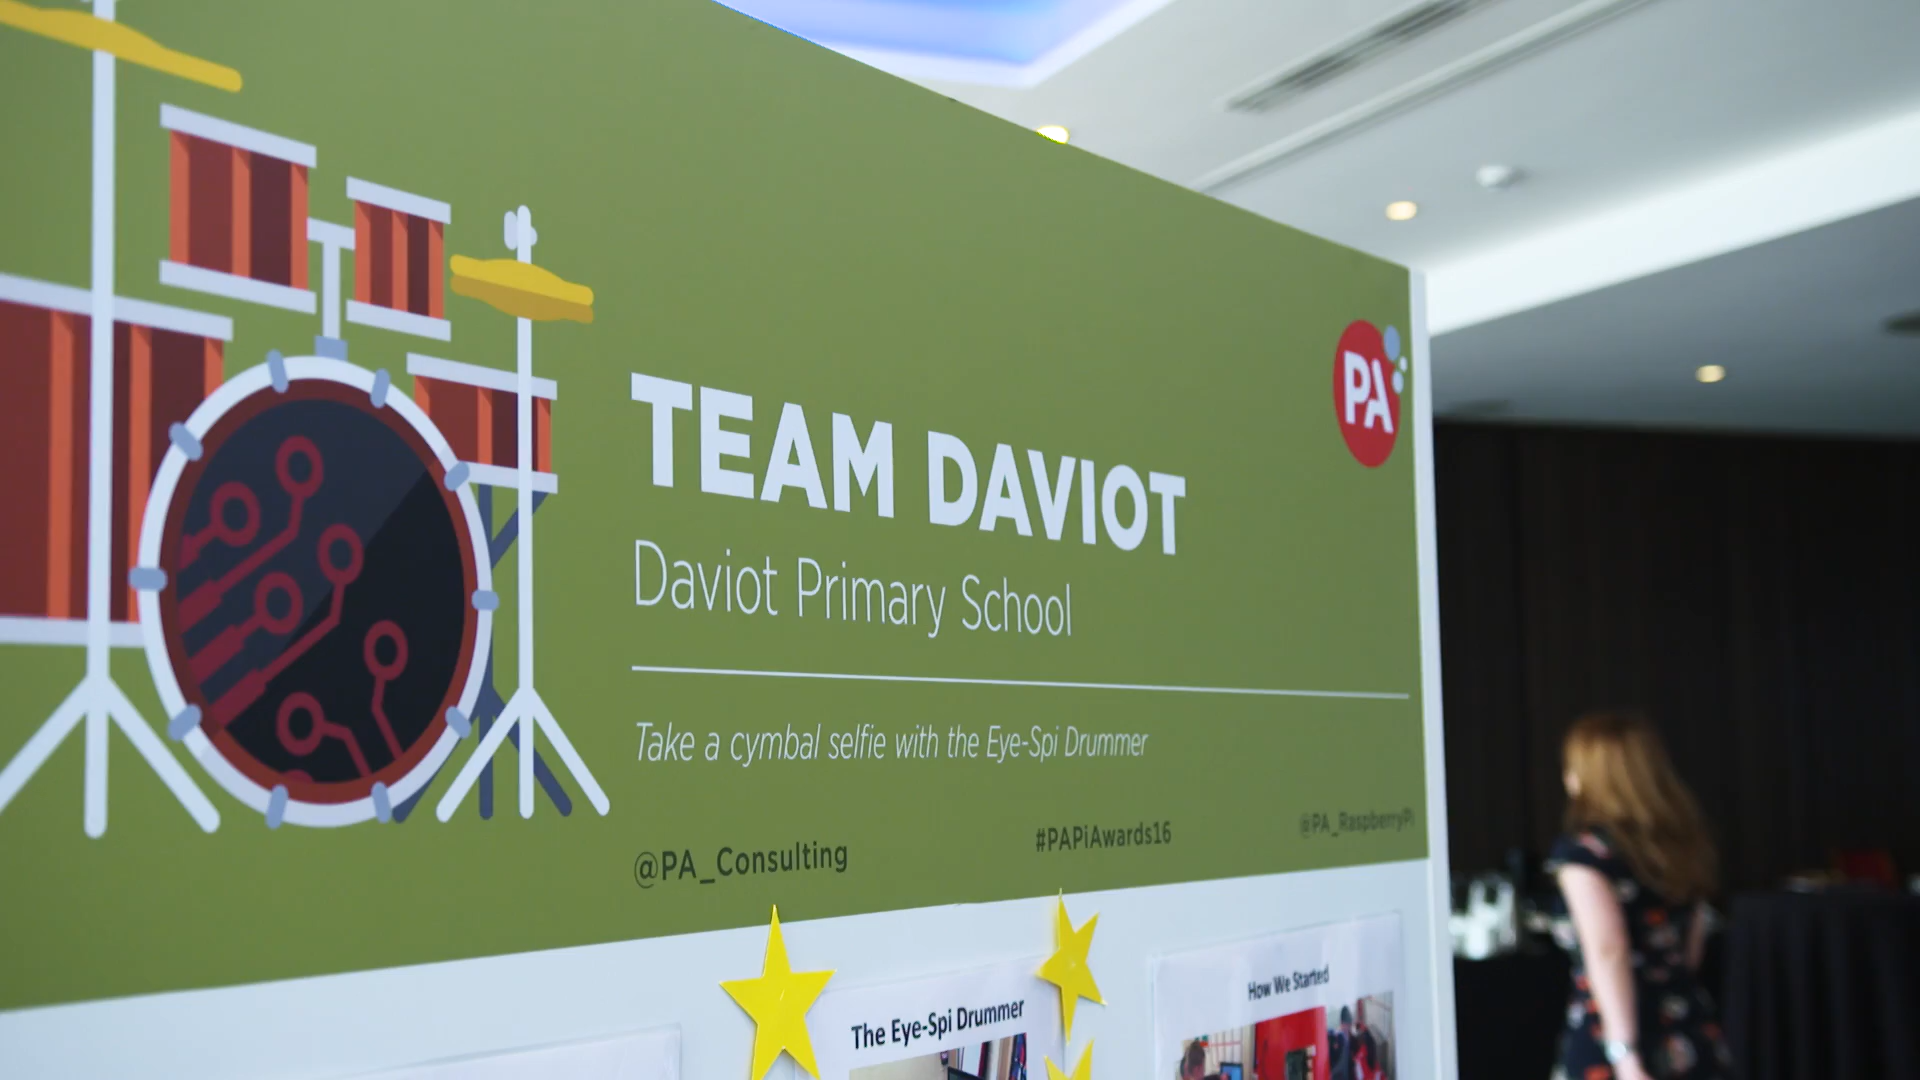 PA
TEAM DAVIOT
Daviot Primary School
Take a cymbal selfie with the Eye-Spi Drummer
@PA_Consulting
#PAPiAwards16
@PA_RaspberryPi
The Eye-Spi Drummer
How We Started